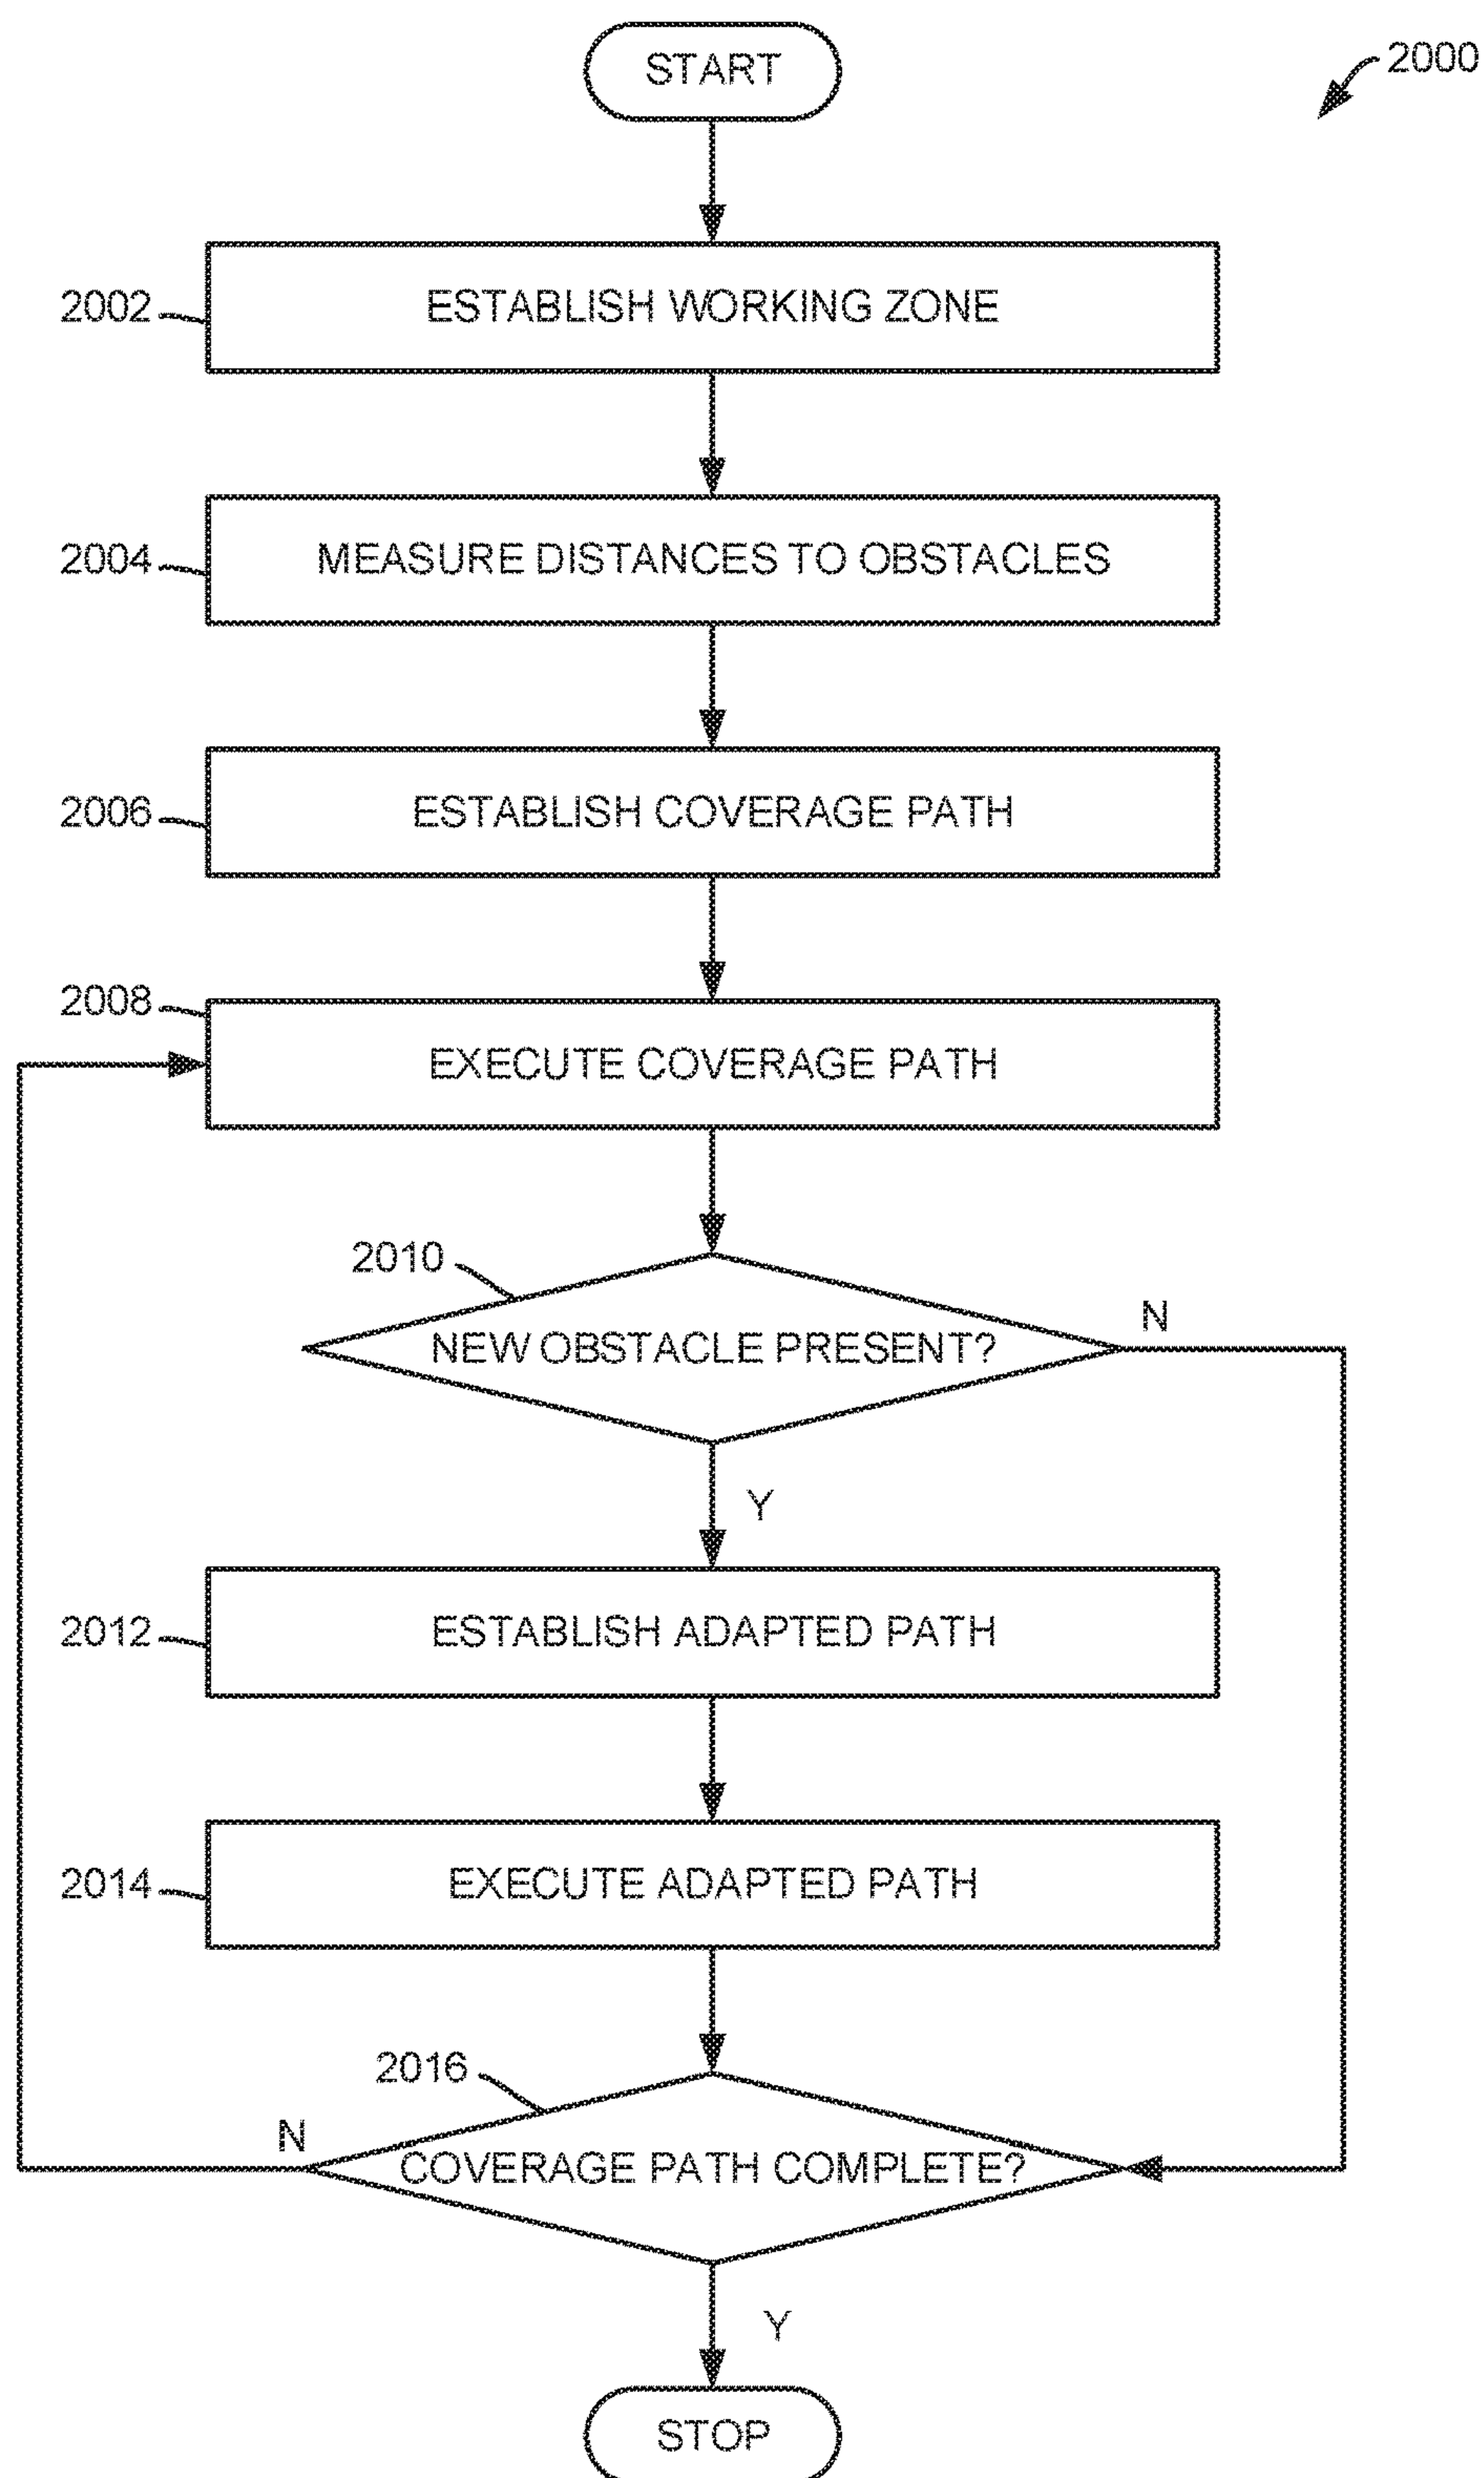 START
2000
2002
ESTABLISH WORKING ZONE
2004
MEASURE DISTANCES TO OBSTACLES
2006
ESTABLISH COVERAGE PATH
2008
EXECUTE COVERAGE PATH
2010
NEW OBSTACLE PRESENT?
N
Y
2012
ESTABLISH ADAPTED PATH
2014
EXECUTE ADAPTED PATH
2016
N
COVERAGE PATH COMPLETE?
Y
STOP